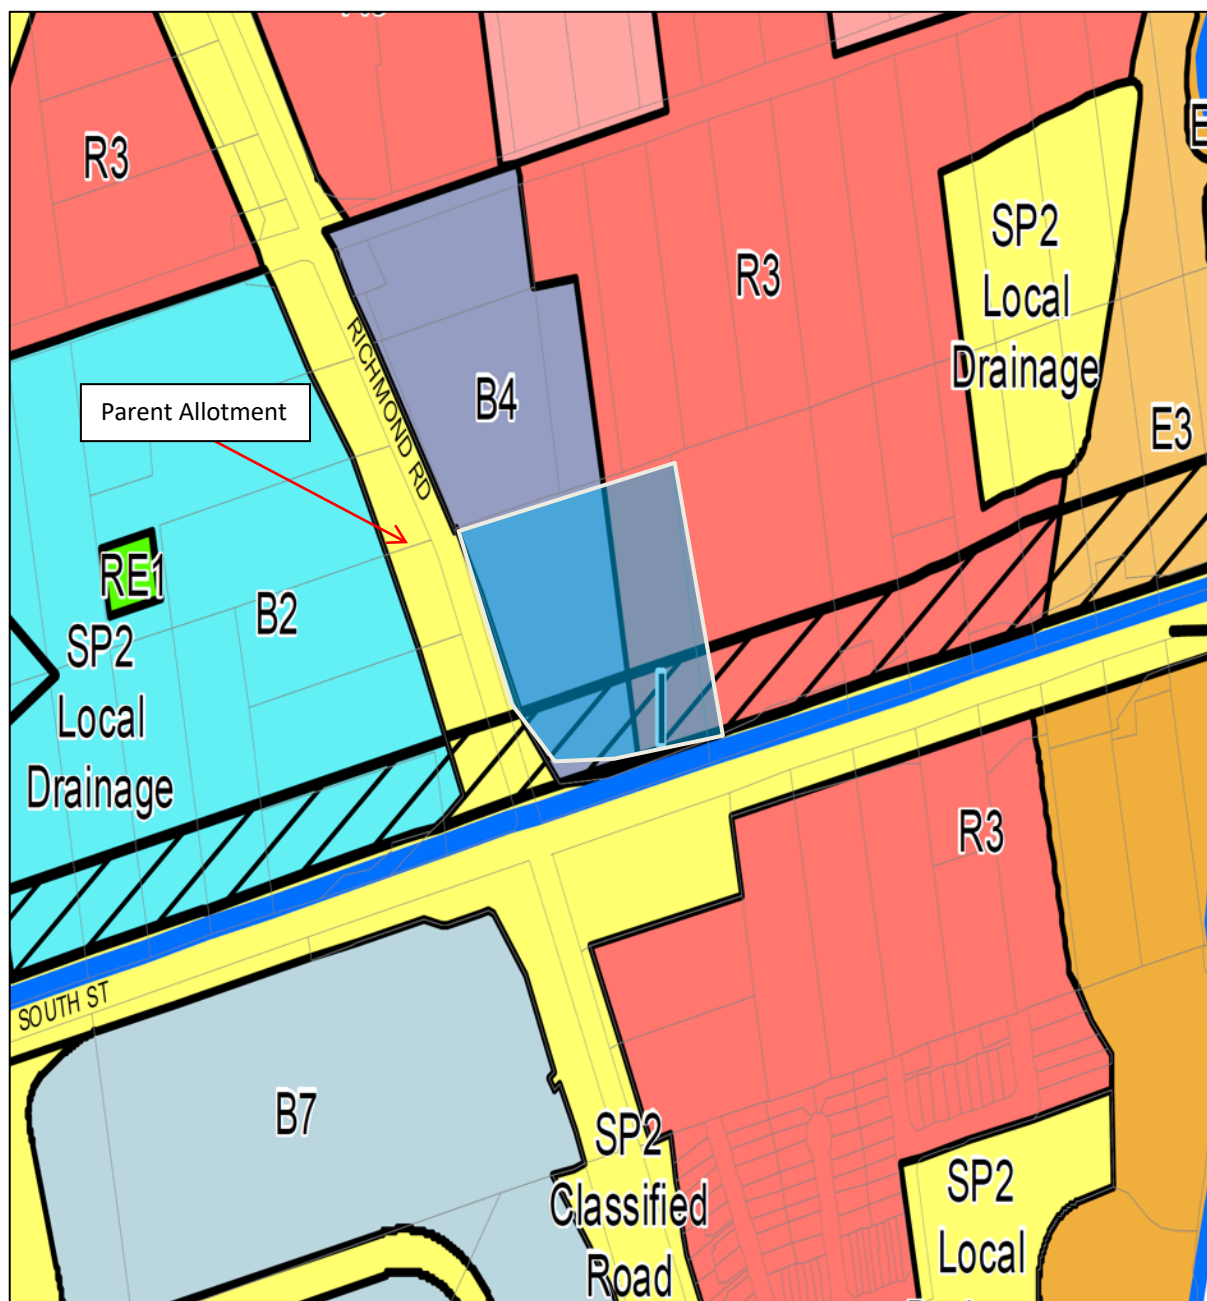 R3
E
SP2
Local
Drainage
R3
RICHMOND RD
B4
Parent Allotment
E3
RE1
B2
SP2
Local
Drainage
R3
SOUTH ST
B7
SP2
Classified
Road
SP2
Local